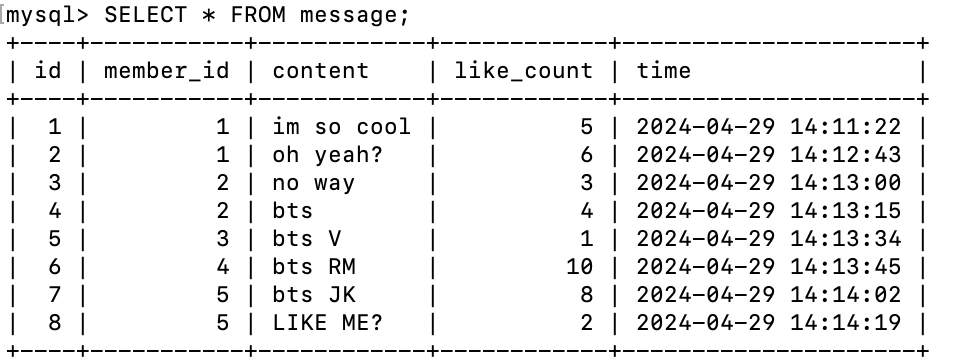 [mysql> SELECT * FROM message;
+----+-----------+------------+------------+---------------------+
| id | member_id | content    | like_count | time                |
+----+-----------+------------+------------+---------------------+
|  1 |         1 | im so cool |          5 | 2024-04-29 14:11:22 |
|  2 |         1 | oh yeah?   |          6 | 2024-04-29 14:12:43 |
|  3 |         2 | no way     |          3 | 2024-04-29 14:13:00 |
|  4 |         2 | bts        |          4 | 2024-04-29 14:13:15 |
|  5 |         3 | bts V      |          1 | 2024-04-29 14:13:34 |
|  6 |         4 | bts RM     |         10 | 2024-04-29 14:13:45 |
|  7 |         5 | bts JK     |          8 | 2024-04-29 14:14:02 |
|  8 |         5 | LIKE ME?   |          2 | 2024-04-29 14:14:19 |
+----+-----------+------------+------------+---------------------+